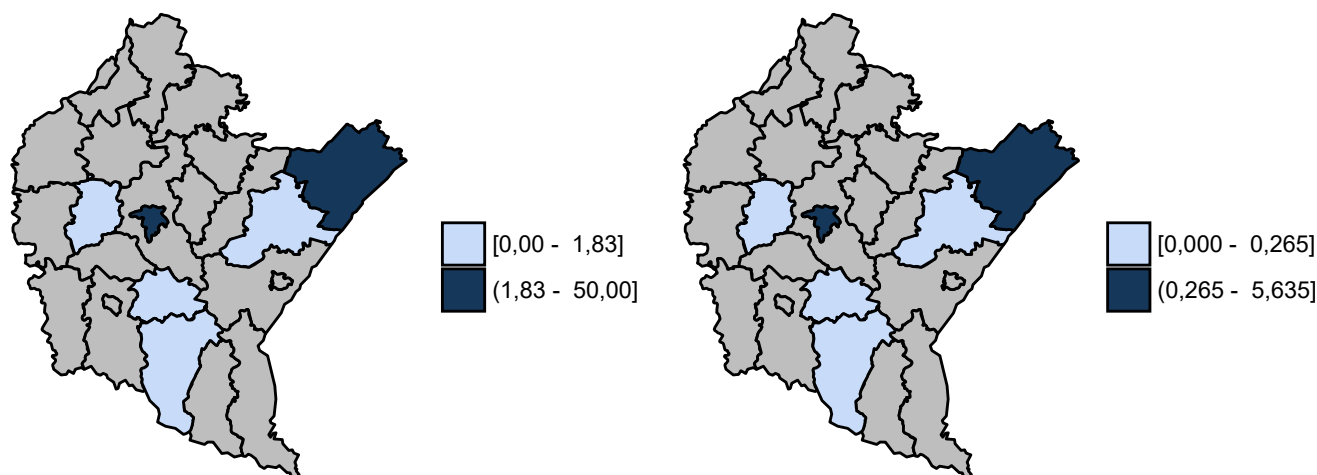 [0,00 - 1,83]
(1,83 - 50,00]
[0,000 - 0,265]
(0,265 - 5,635]